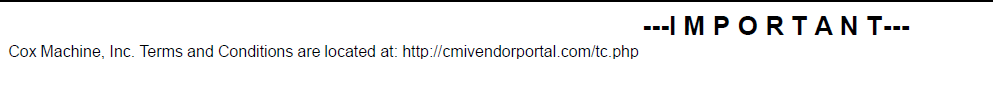 ---I M P O R T A N T---
Cox Machine, Inc. Terms and Conditions are located at: http://cmivendorportal.com/tc.php